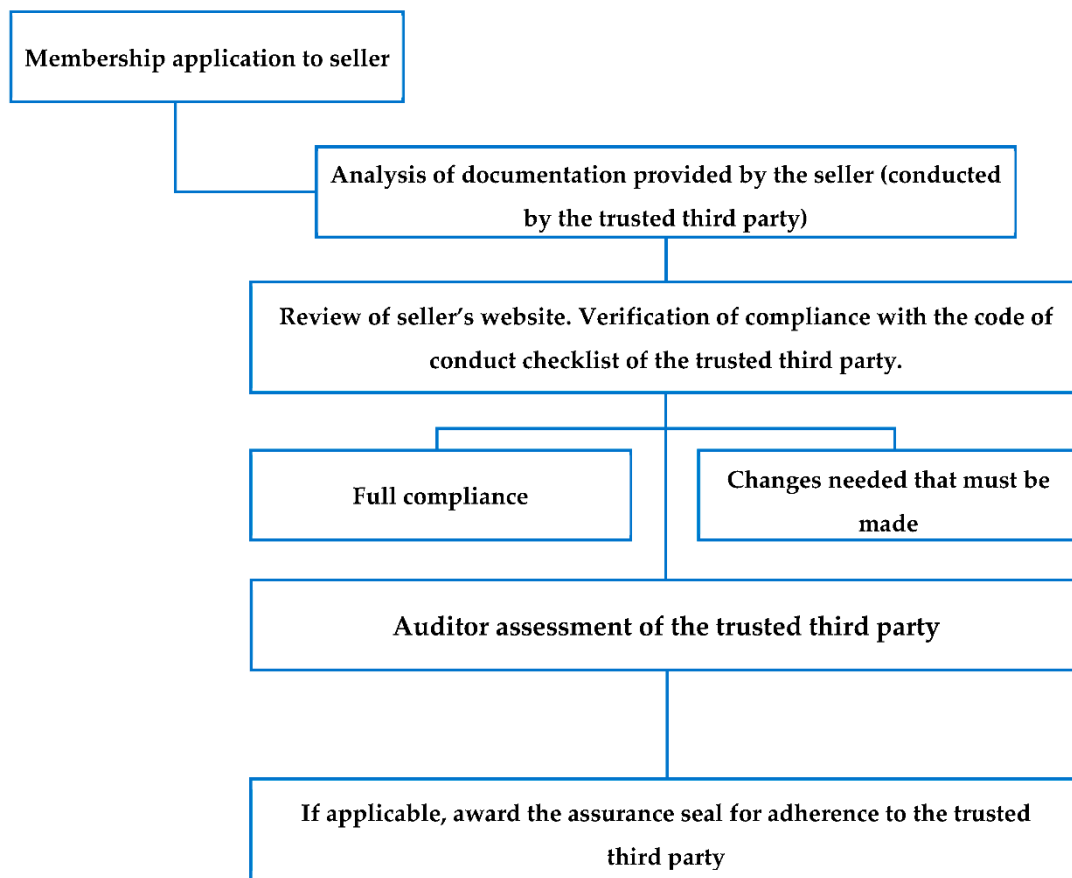 Membership application to seller
Analysis of documentation provided by the seller (conducted
by the trusted third party)
Review of seller’s website. Verification of compliance with the code of
conduct checklist of the trusted third party.
Full compliance
Changes needed that must be
made
Auditor assessment of the trusted third party
If applicable, award the assurance seal for adherence to the trusted
third party